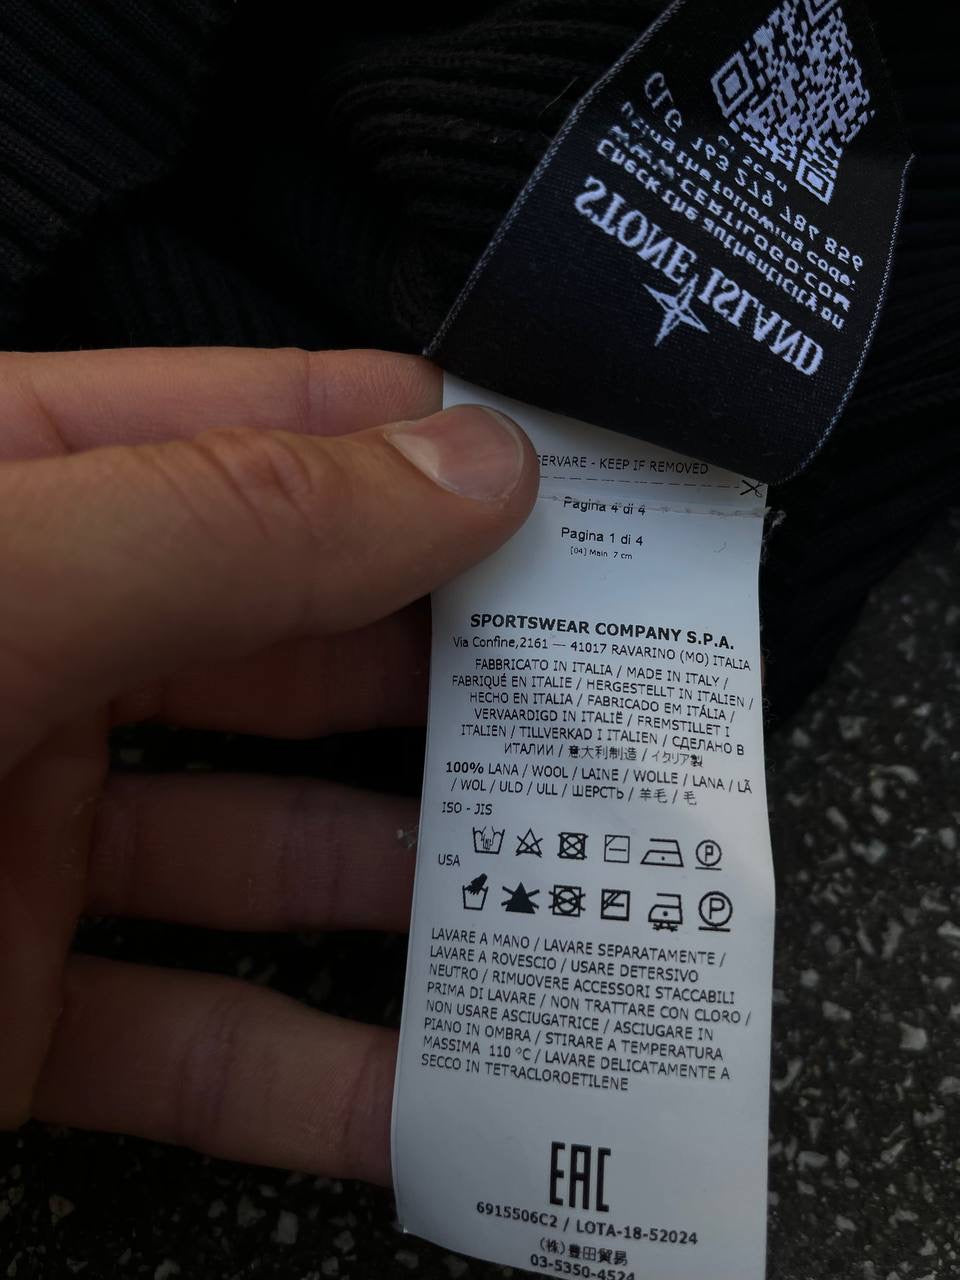 STONE ISLAND
Check the authenticity on
WWW.CERTILOGO.COM
using the following code:
CLG
or scan
SERVARE - KEEP IF REMOVED
Pagina 4 di 4
Pagina 1 di 4
[04] Main 7 cm
SPORTSWEAR COMPANY S.P.A.
Via Confine,2161 — 41017 RAVARINO (MO) ITALIA
FABBRICATO IN ITALIA / MADE IN ITALY /
FABRIQUÉ EN ITALIE / HERGESTELLT IN ITALIEN /
HECHO EN ITALIA / FABRICADO EM ITÁLIA /
VERVAARDIGD IN ITALIË / FREMSTILLET I
ITALIEN / TILLVERKAD I ITALIEN / СДЕЛАНО В
ИТАЛИИ / 意大利制造 / イタリア製
100% LANA / WOOL / LAINE / WOLLE / LANA / LÃ
/ WOL / ULD / ULL / ШЕРСТЬ / 羊毛 / 毛
ISO - JIS
P
USA
P
LAVARE A MANO / LAVARE SEPARATAMENTE /
LAVARE A ROVESCIO / USARE DETERSIVO
NEUTRO / RIMUOVERE ACCESSORI STACCABILI
PRIMA DI LAVARE / NON TRATTARE CON CLORO /
NON USARE ASCIUGATRICE / ASCIUGARE IN
PIANO IN OMBRA / STIRARE A TEMPERATURA
MASSIMA 110 °C / LAVARE DELICATAMENTE A
SECCO IN TETRACLOROETILENE
EAC
6915506C2 / LOTA-18-52024
(株)豊田貿易
03-5350-4524